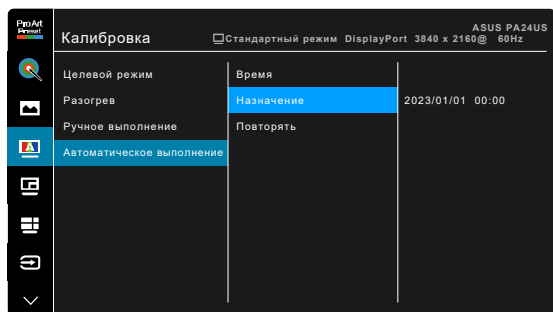 ProArt
Preset
ASUS PA24US
Калибровка
Стандартный режим DisplayPort 3840 x 2160@ 60Hz
Целевой режим
Время
Разогрев
Назначение
2023/01/01 00:00
Ручное выполнение
Повторять
Автоматическое выполнение